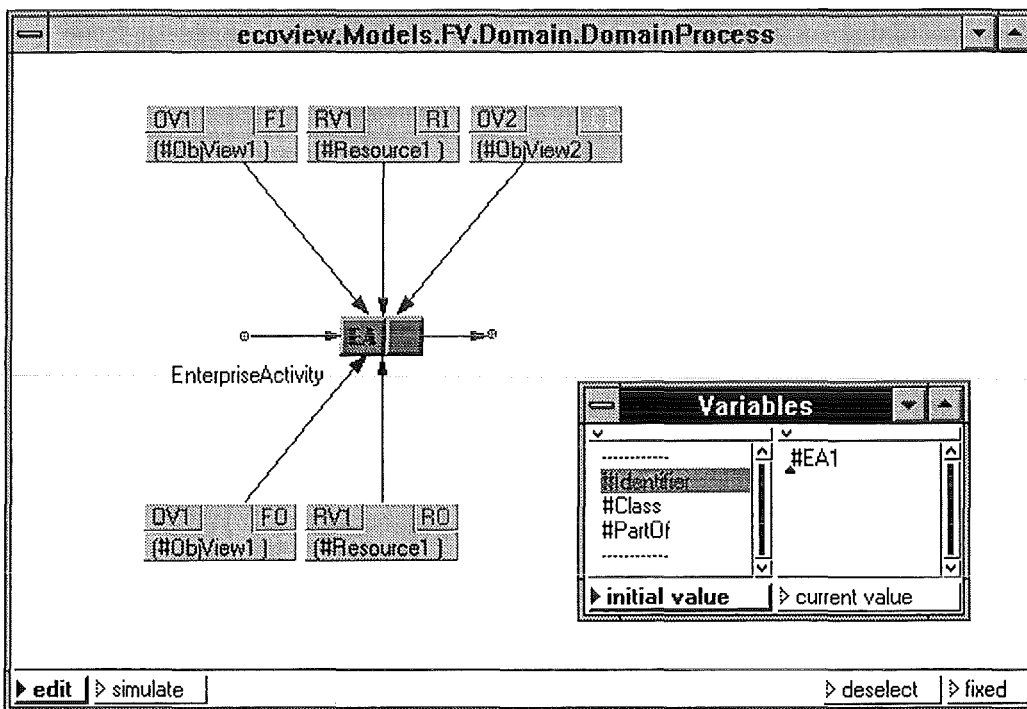 ecoview.Models.FV.Domain.DomainProcess
OV1 FI RV1 RI OV2
(#ObjView1 ) (#Resource1 ) (#ObjView2 )
EA
EnterpriseActivity
OV1 FO RV1 RO
(#ObjView1 ) (#Resource1 )
Variables
-----------
#Identifier
#Class
#PartOf
-----------
#EA1
initial value current value
edit simulate deselect fixed